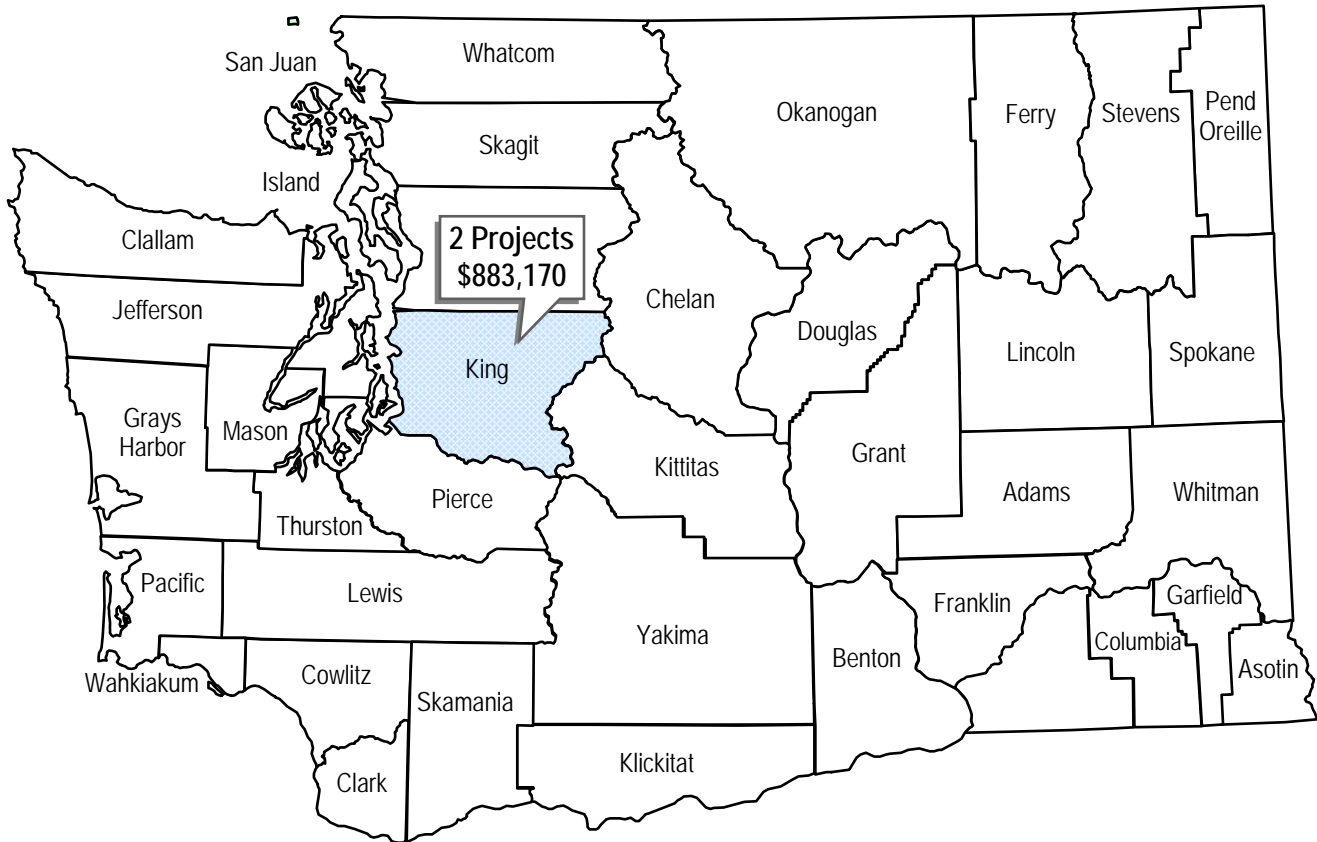 Whatcom
San Juan
Okanogan
Ferry
Stevens
Pend
Oreille
Skagit
Island
Clallam
2 Projects
$883,170
Chelan
Jefferson
Douglas
Lincoln
Spokane
King
Grays
Harbor
Mason
Kittitas
Grant
Adams
Whitman
Pierce
Thurston
Pacific
Lewis
Franklin
Garfield
Yakima
Columbia
Benton
Asotin
Wahkiakum
Cowlitz
Skamania
Klickitat
Clark